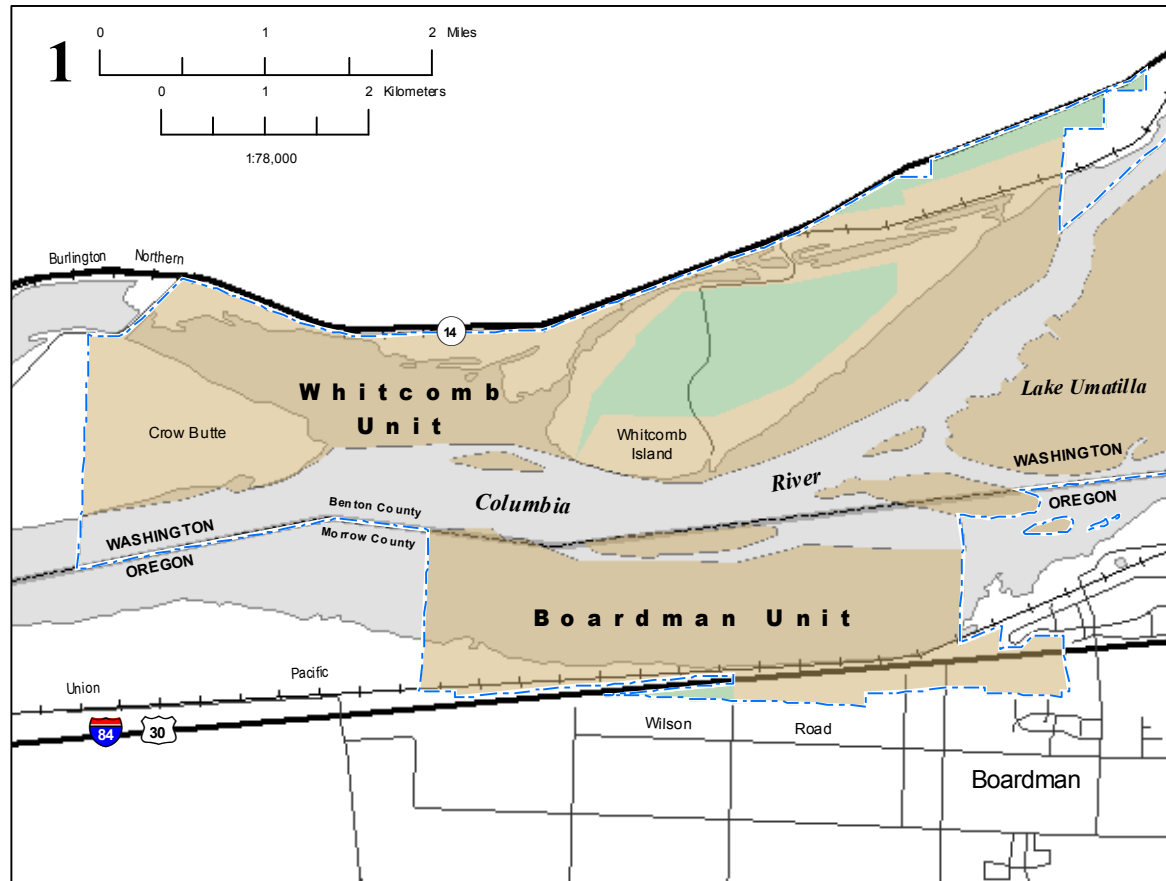 1
0 1 2 Miles
0 1 2 Kilometers
1:78,000
Burlington Northern
14
Whitcomb
Unit
Lake Umatilla
Crow Butte
Whitcomb
Island
WASHINGTON
River
Columbia
Benton County
OREGON
WASHINGTON
Morrow County
OREGON
Boardman Unit
Pacific
Union
Wilson Road
84
30
Boardman